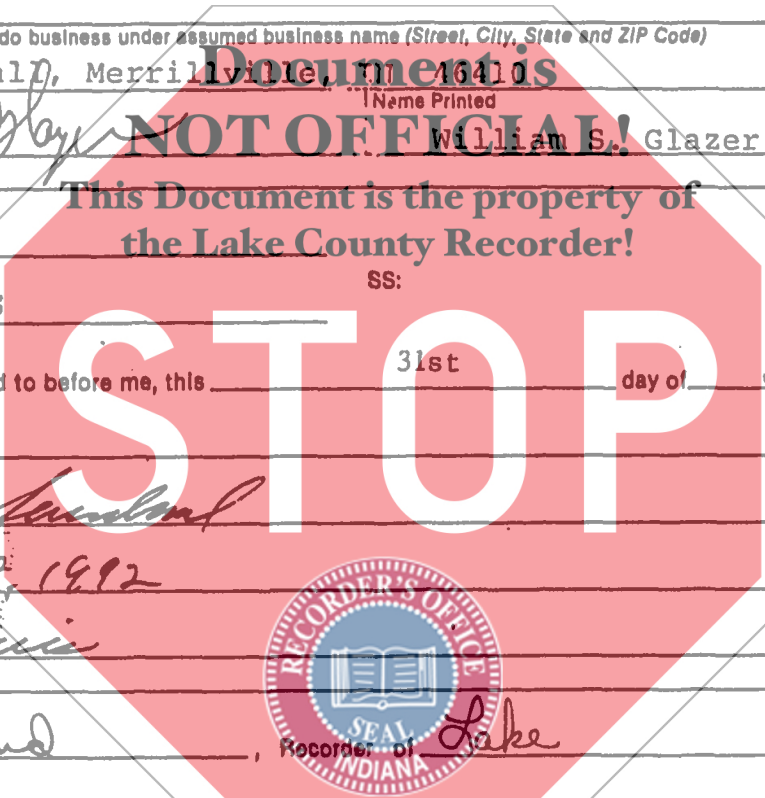 do business under assumed business name (Street, City, State and ZIP Code)
Document is
Merrillville, 46410
Name Printed
NOT OFFICIAL!
William S. Glazer
This Document is the property of
the Lake County Recorder!
SS:
STOP
31st
to before me, this day of
1992
RECORDER'S OFFICE
SEAL
INDIANA
, Recorder of Lake